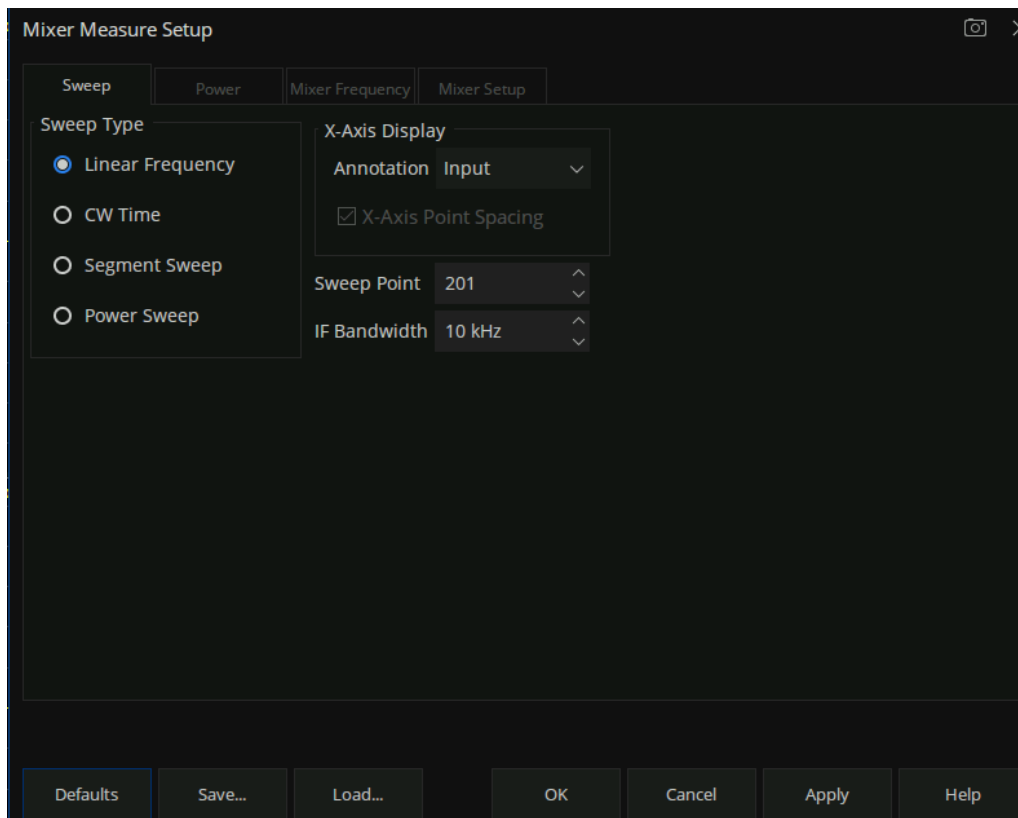 Mixer Measure Setup
Sweep
Power
Mixer Frequency
Mixer Setup
Sweep Type
Linear Frequency
CW Time
Segment Sweep
Power Sweep
X-Axis Display
Annotation Input
X-Axis Point Spacing
Sweep Point 201
IF Bandwidth 10 kHz
Defaults
Save...
Load...
OK
Cancel
Apply
Help